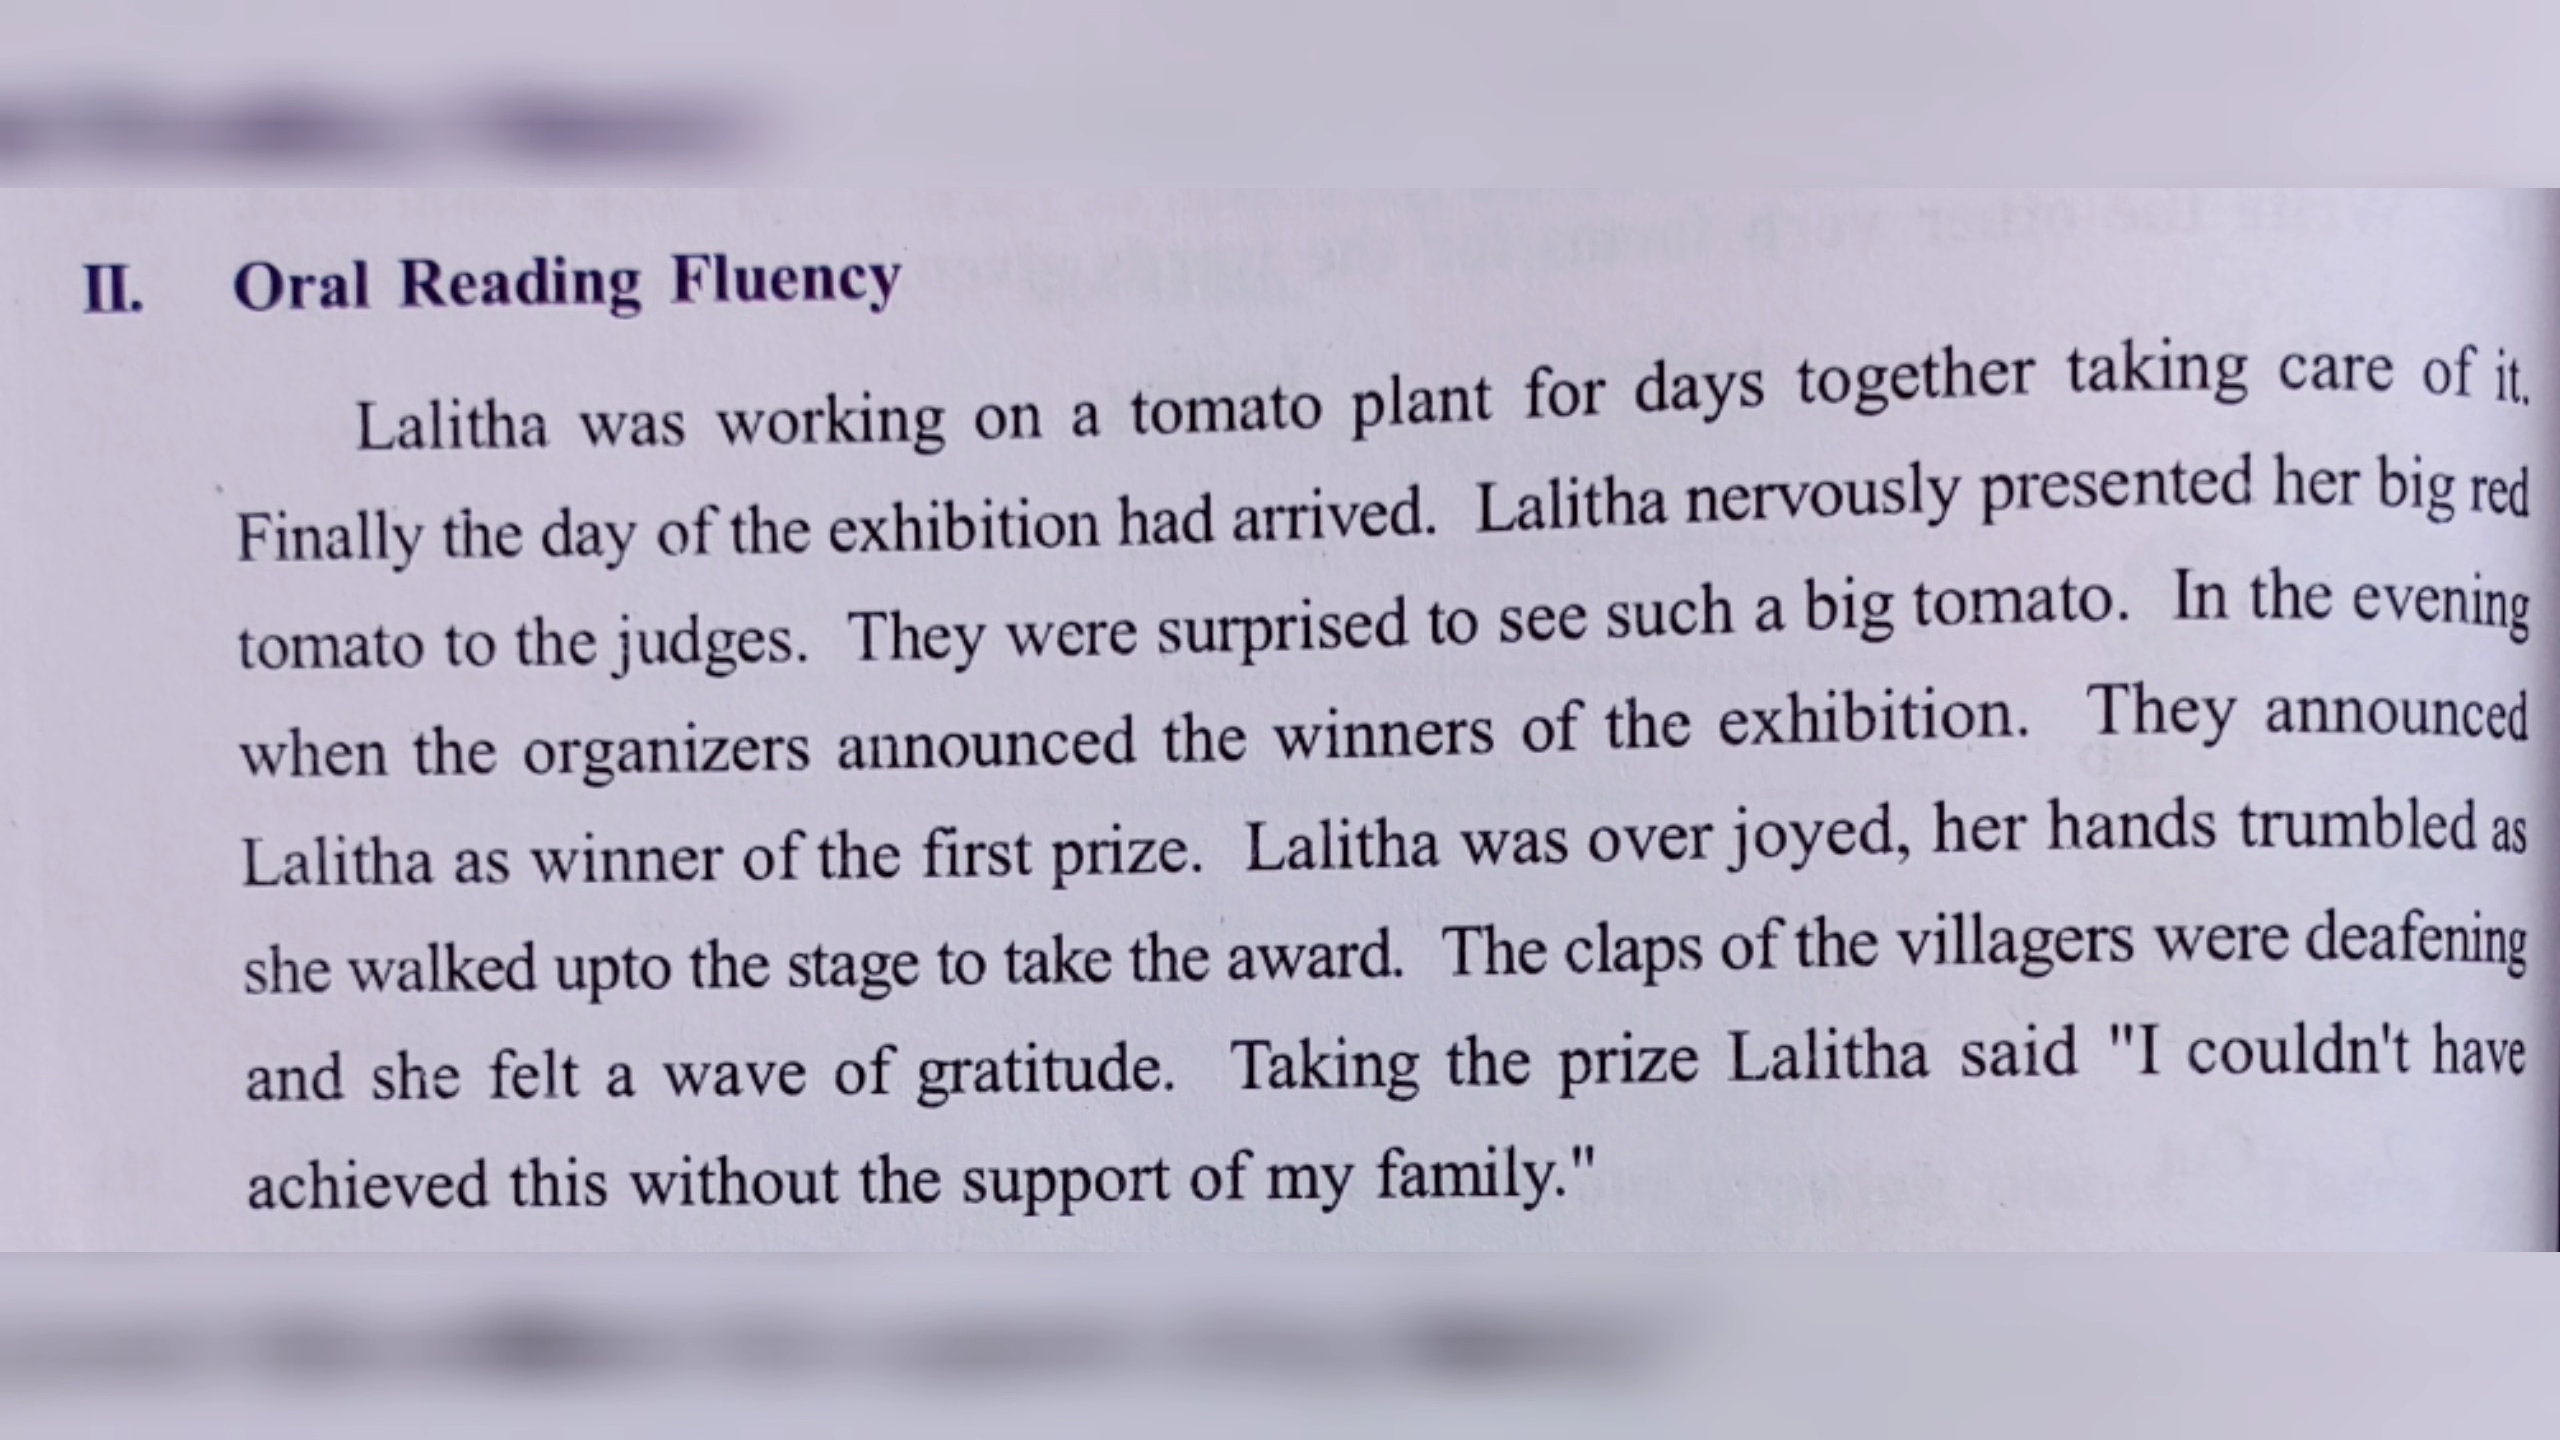 II. Oral Reading Fluency
Lalitha was working on a tomato plant for days together taking care of it.
Finally the day of the exhibition had arrived. Lalitha nervously presented her big red
tomato to the judges. They were surprised to see such a big tomato. In the evening
when the organizers announced the winners of the exhibition. They announced
Lalitha as winner of the first prize. Lalitha was over joyed, her hands trumbled as
she walked upto the stage to take the award. The claps of the villagers were deafening
and she felt a wave of gratitude. Taking the prize Lalitha said "I couldn't have
achieved this without the support of my family."